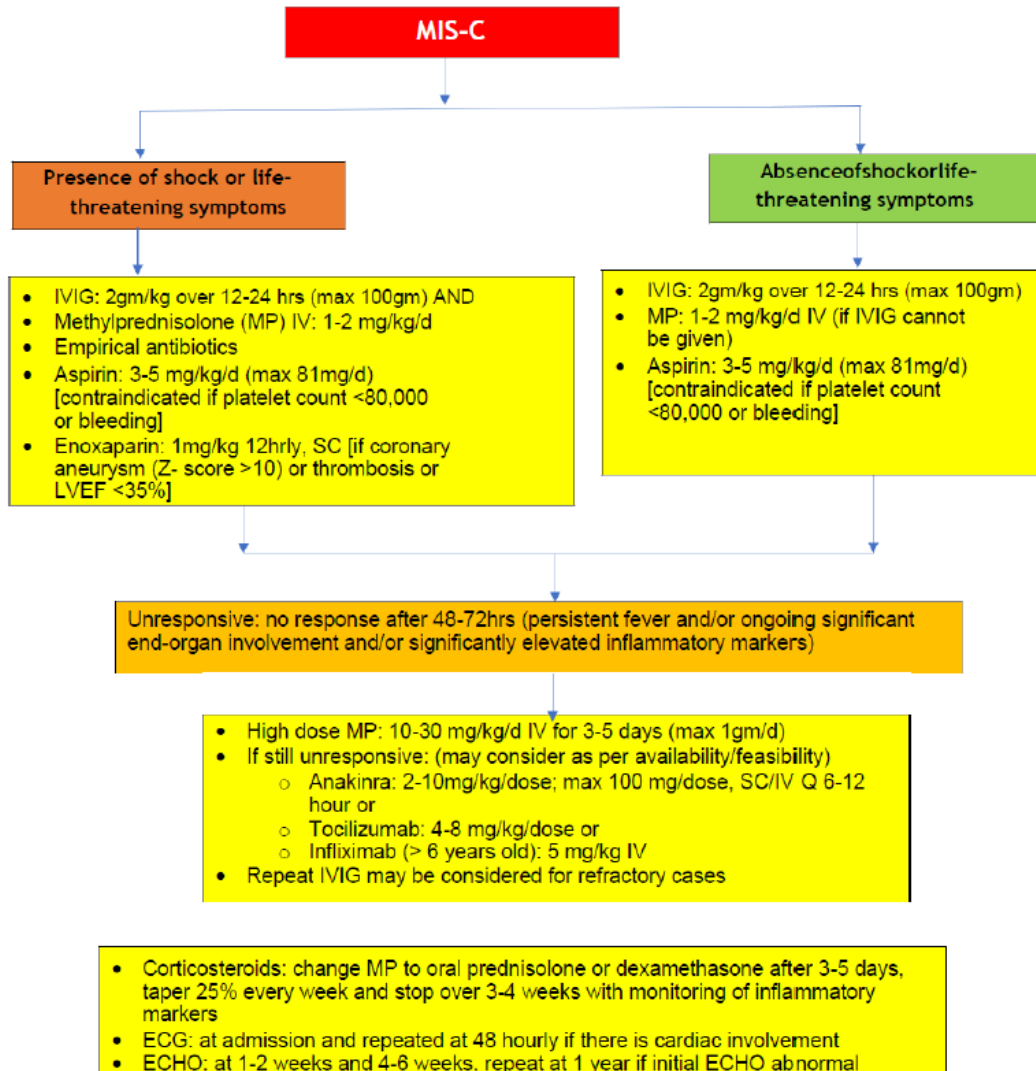 MIS-C
Presence of shock or life-
threatening symptoms
Absenceofshockorlife-
threatening symptoms
• IVIG: 2gm/kg over 12-24 hrs (max 100gm) AND
• Methylprednisolone (MP) IV: 1-2 mg/kg/d
• Empirical antibiotics
• Aspirin: 3-5 mg/kg/d (max 81mg/d)
[contraindicated if platelet count <80,000
or bleeding]
• Enoxaparin: 1mg/kg 12hrly, SC [if coronary
aneurysm (Z- score >10) or thrombosis or
LVEF <35%]
• IVIG: 2gm/kg over 12-24 hrs (max 100gm)
• MP: 1-2 mg/kg/d IV (if IVIG cannot
be given)
• Aspirin: 3-5 mg/kg/d (max 81mg/d)
[contraindicated if platelet count
<80,000 or bleeding]
Unresponsive: no response after 48-72hrs (persistent fever and/or ongoing significant
end-organ involvement and/or significantly elevated inflammatory markers)
• High dose MP: 10-30 mg/kg/d IV for 3-5 days (max 1gm/d)
• If still unresponsive: (may consider as per availability/feasibility)
o Anakinra: 2-10mg/kg/dose; max 100 mg/dose, SC/IV Q 6-12
hour or
o Tocilizumab: 4-8 mg/kg/dose or
o Infliximab (> 6 years old): 5 mg/kg IV
• Repeat IVIG may be considered for refractory cases
• Corticosteroids: change MP to oral prednisolone or dexamethasone after 3-5 days,
taper 25% every week and stop over 3-4 weeks with monitoring of inflammatory
markers
• ECG: at admission and repeated at 48 hourly if there is cardiac involvement
• ECHO: at 1-2 weeks and 4-6 weeks, repeat at 1 year if initial ECHO abnormal